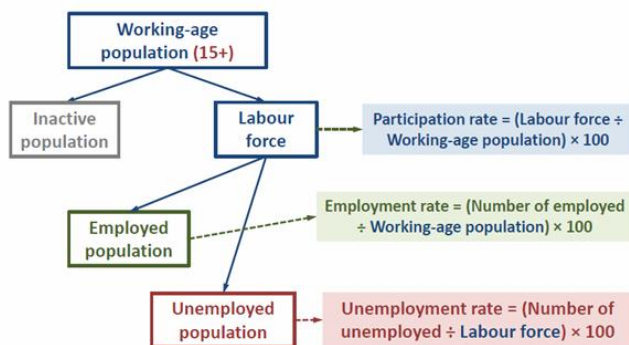 Working-age
population (15+)
Inactive
population
Labour
force
Participation rate = (Labour force ÷
Working-age population) × 100
Employed
population
Employment rate = (Number of employed
÷ Working-age population) × 100
Unemployed
population
Unemployment rate = (Number of
unemployed ÷ Labour force) × 100